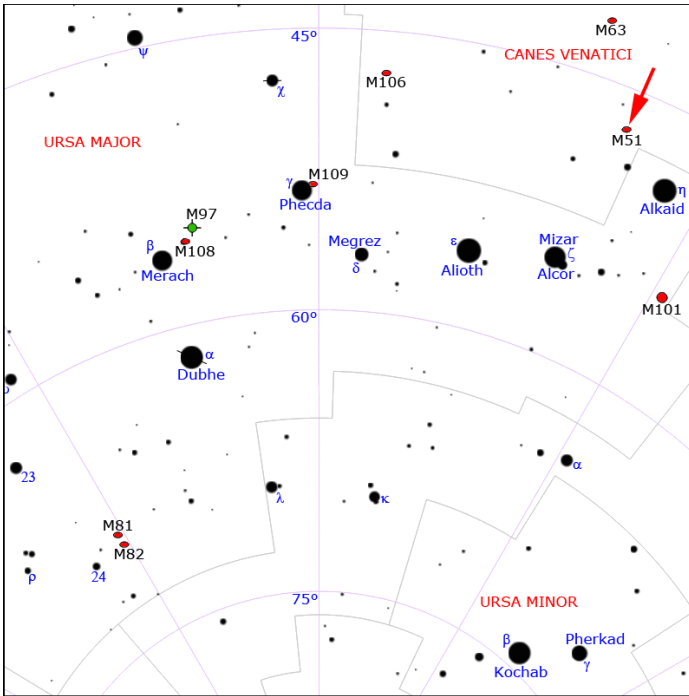 M63
45°
ψ
CANES VENATICI
M106
χ
M51
URSA MAJOR
M109
γ
Phecda
η
Alkaid
M97
β
M108
Merach
Megrez
δ
ε
Alioth
Mizar
ζ
Alcor
M101
60°
α
Dubhe
α
23
λ
κ
M81
M82
ρ
24
75°
URSA MINOR
β
Kochab
Pherkad
γ